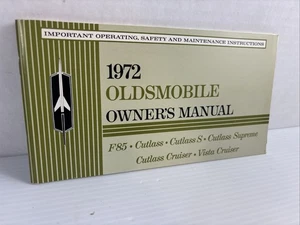 IMPORTANT OPERATING, SAFETY AND MAINTENANCE INSTRUCTIONS
1972
OLDSMOBILE
OWNER'S MANUAL
F85 • Cutlass • Cutlass S • Cutlass Supreme
Cutlass Cruiser • Vista Cruiser